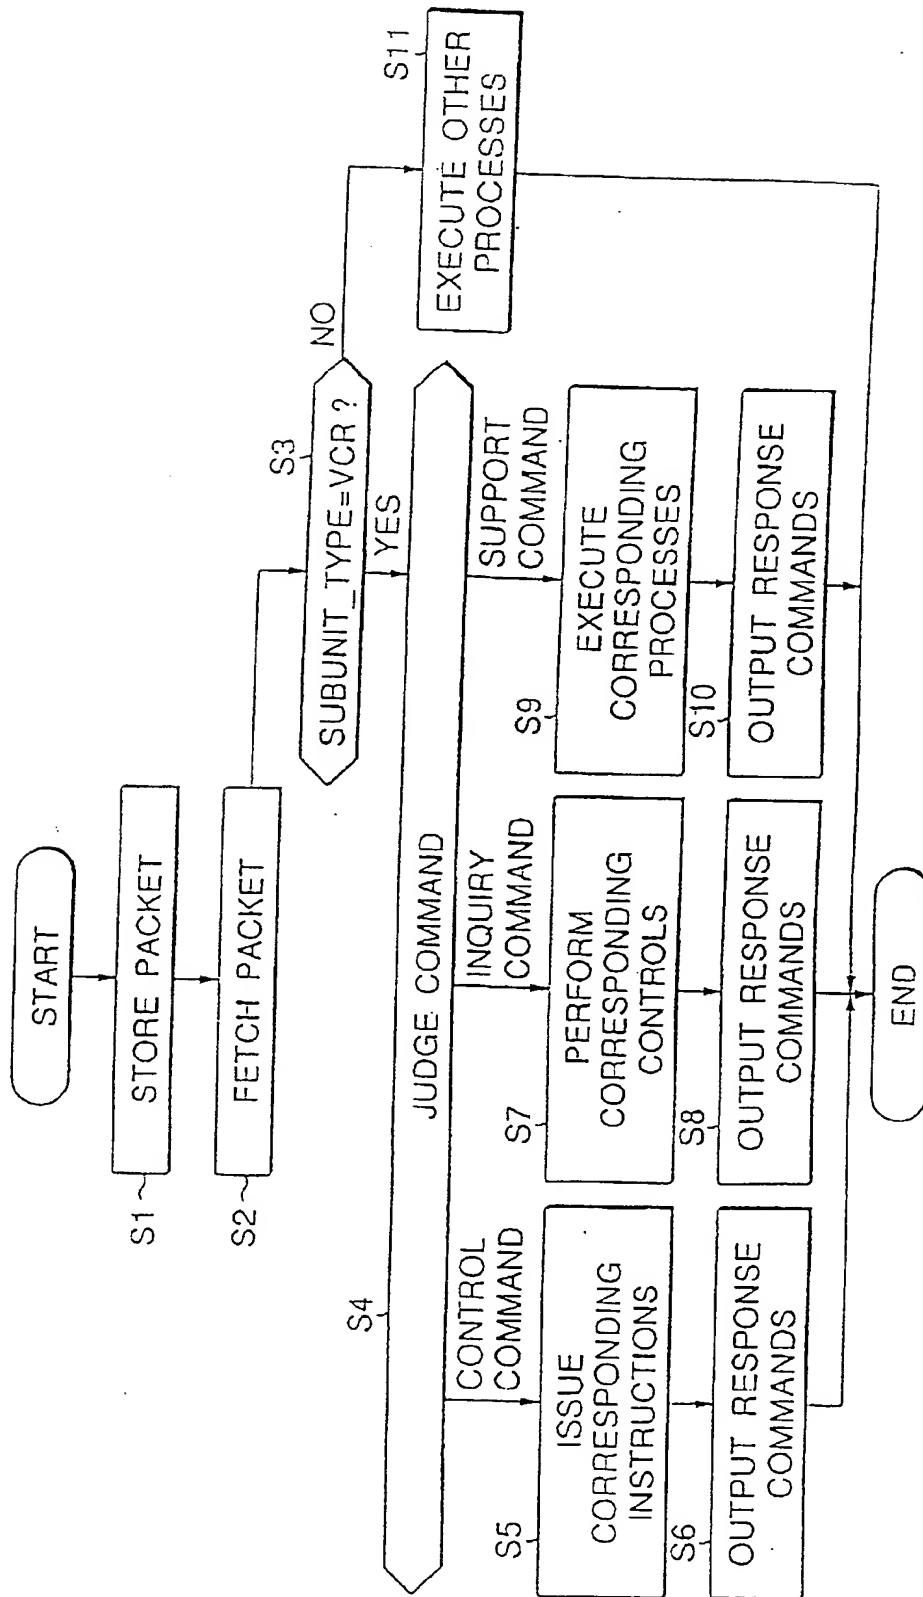 START
S1
STORE PACKET
S2
FETCH PACKET
S3
SUBUNIT_TYPE=VCR ?
NO
YES
S11
EXECUTE OTHER
PROCESSES
S4
JUDGE COMMAND
CONTROL
COMMAND
INQUIRY
COMMAND
SUPPORT
COMMAND
S5
ISSUE
CORRESPONDING
INSTRUCTIONS
S7
PERFORM
CORRESPONDING
CONTROLS
S9
EXECUTE
CORRESPONDING
PROCESSES
S6
OUTPUT RESPONSE
COMMANDS
S8
OUTPUT RESPONSE
COMMANDS
S10
OUTPUT RESPONSE
COMMANDS
END